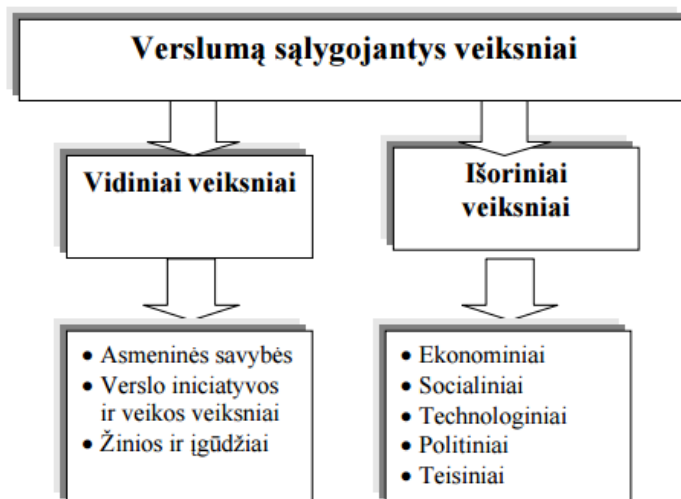 Verslumą sąlygojantys veiksniai
Vidiniai veiksniai
Išoriniai
veiksniai
• Asmeninės savybės
• Verslo iniciatyvos
ir veikos veiksniai
• Žinios ir įgūdžiai
• Ekonominiai
• Socialiniai
• Technologiniai
• Politiniai
• Teisiniai